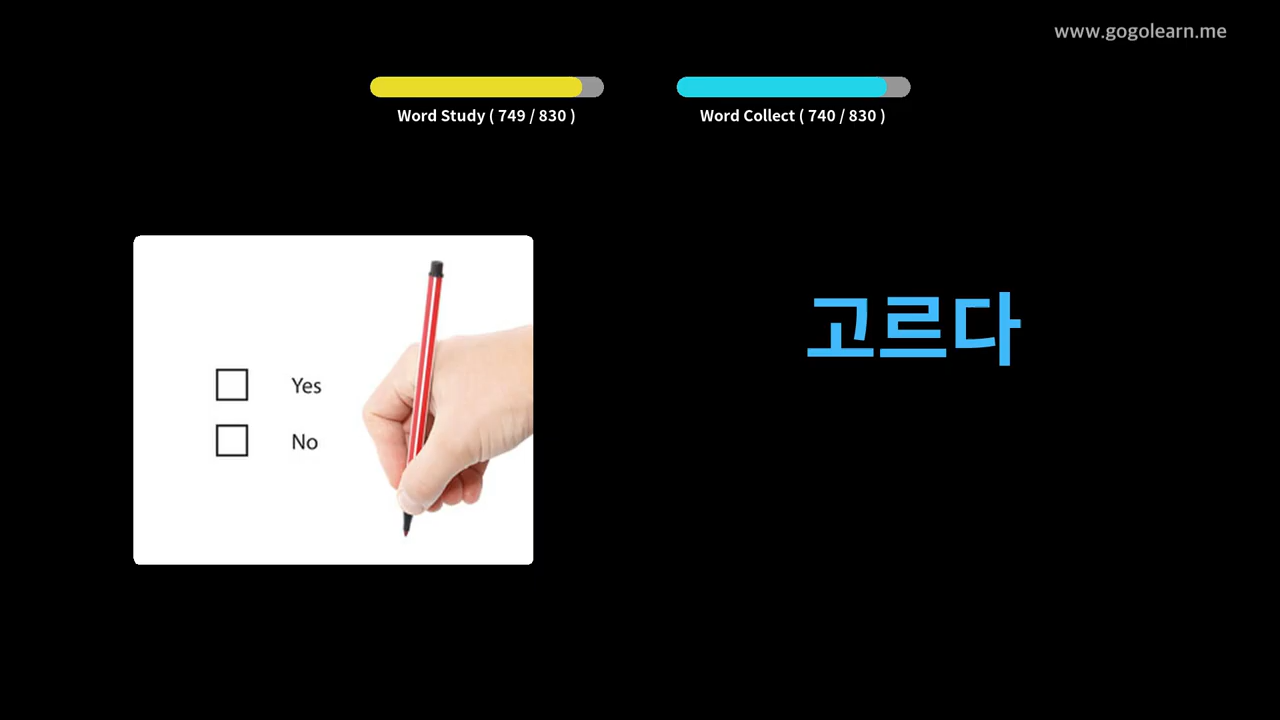 www.gogolearn.me
Word Study ( 749 / 830 )
Word Collect ( 740 / 830 )
Yes
No
고르다